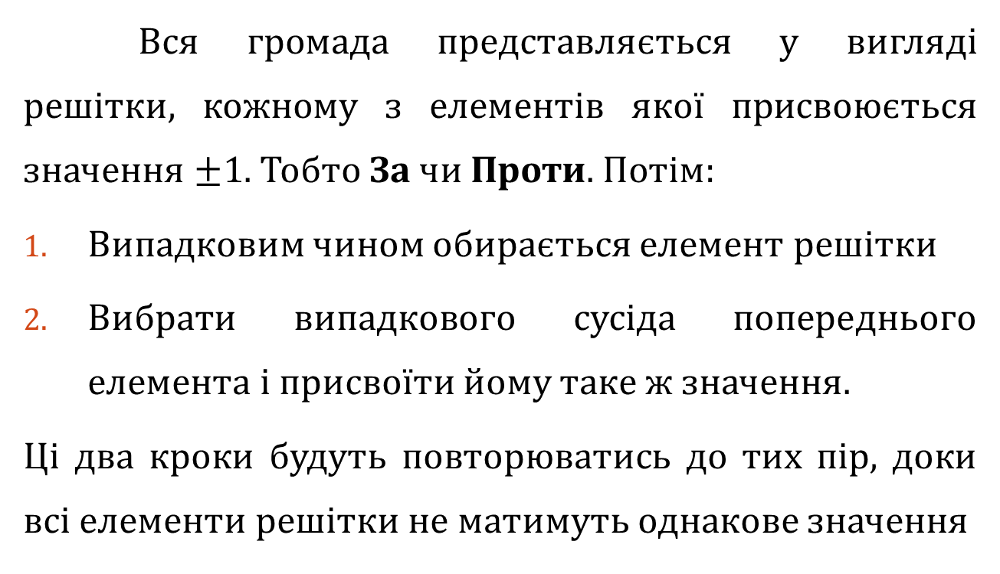 Вся громада представляється у вигляді
решітки, кожному з елементів якої присвоюється
значення ±1. Тобто За чи Проти. Потім:
1. Випадковим чином обирається елемент решітки
2. Вибрати випадкового сусіда попереднього
елемента і присвоїти йому таке ж значення.
Ці два кроки будуть повторюватись до тих пір, доки
всі елементи решітки не матимуть однакове значення